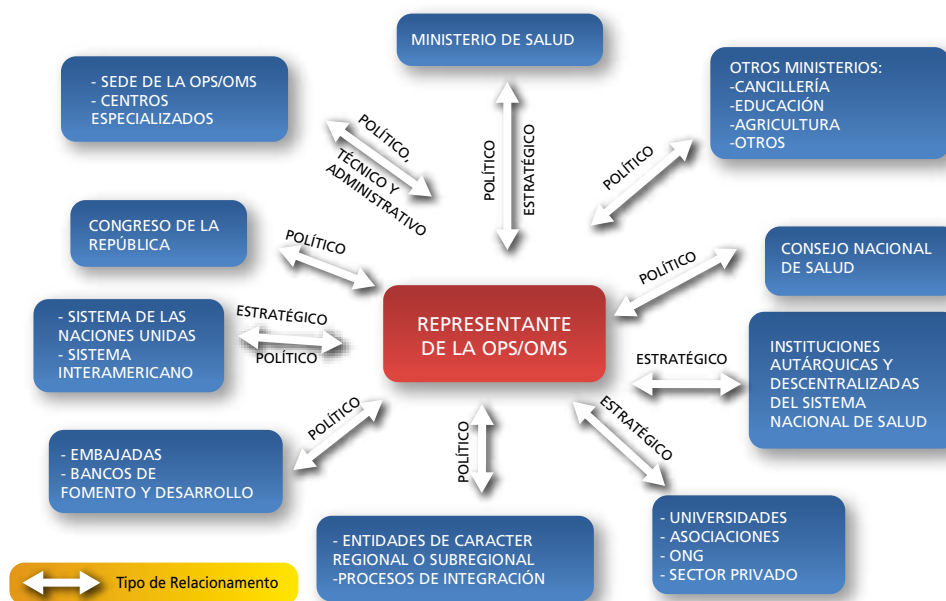 MINISTERIO DE SALUD
- SEDE DE LA OPS/OMS
- CENTROS
ESPECIALIZADOS
OTROS MINISTERIOS:
-CANCILLERÍA
-EDUCACIÓN
-AGRICULTURA
-OTROS
POLÍTICO,
TÉCNICO Y
ADMINISTRATIVO
POLÍTICO
ESTRATÉGICO
POLÍTICO
CONGRESO DE LA
REPÚBLICA
POLÍTICO
POLÍTICO
CONSEJO NACIONAL
DE SALUD
- SISTEMA DE LAS
NACIONES UNIDAS
- SISTEMA
INTERAMERICANO
ESTRATÉGICO
POLÍTICO
REPRESENTANTE
DE LA OPS/OMS
ESTRATÉGICO
INSTITUCIONES
AUTÁRQUICAS Y
DESCENTRALIZADAS
DEL SISTEMA
NACIONAL DE SALUD
POLÍTICO
POLÍTICO
ESTRATÉGICO
- EMBAJADAS
- BANCOS DE
FOMENTO Y DESARROLLO
- ENTIDADES DE CARACTER
REGIONAL O SUBREGIONAL
-PROCESOS DE INTEGRACIÓN
- UNIVERSIDADES
- ASOCIACIONES
- ONG
- SECTOR PRIVADO
Tipo de Relacionamento